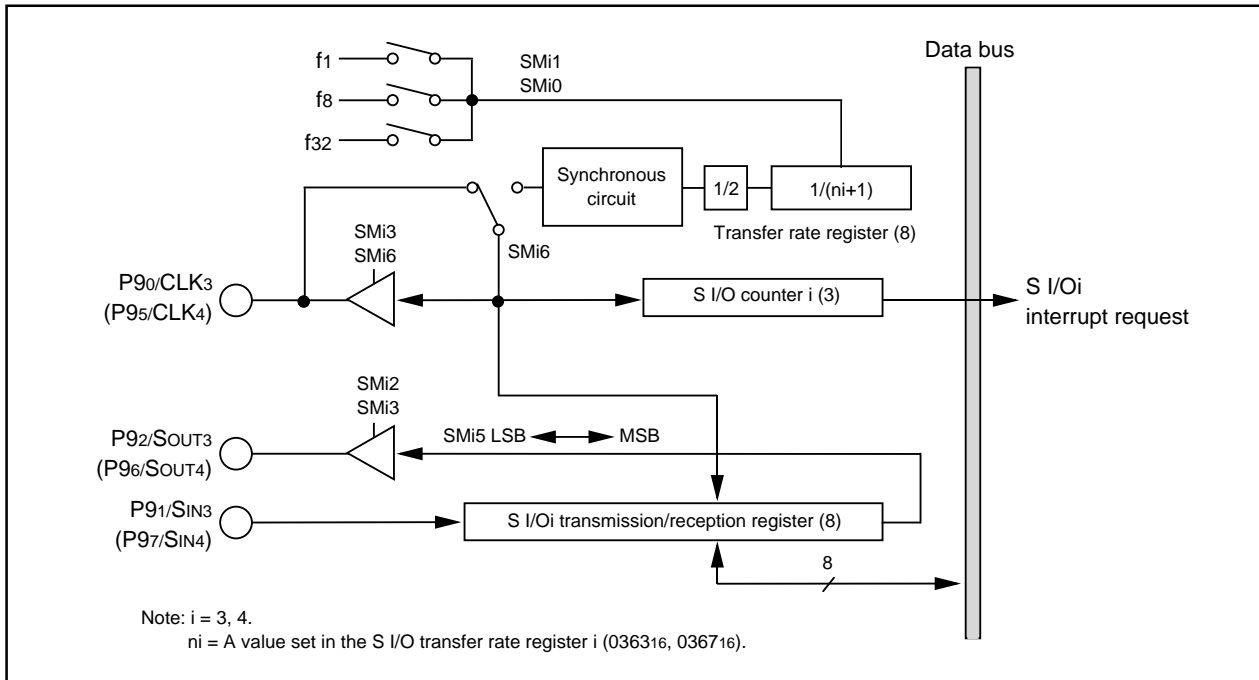 Data bus
f1
SMi1
SMi0
f8
f32
Synchronous
circuit
1/2
1/(ni+1)
Transfer rate register (8)
SMi3
SMi6
SMi6
P90/CLK3
(P95/CLK4)
S I/O counter i (3)
S I/Oi
interrupt request
SMi2
SMi3
SMi5 LSB
MSB
P92/SOUT3
(P96/SOUT4)
P91/SIN3
(P97/SIN4)
S I/Oi transmission/reception register (8)
8
Note: i = 3, 4.
ni = A value set in the S I/O transfer rate register i (036316, 036716).